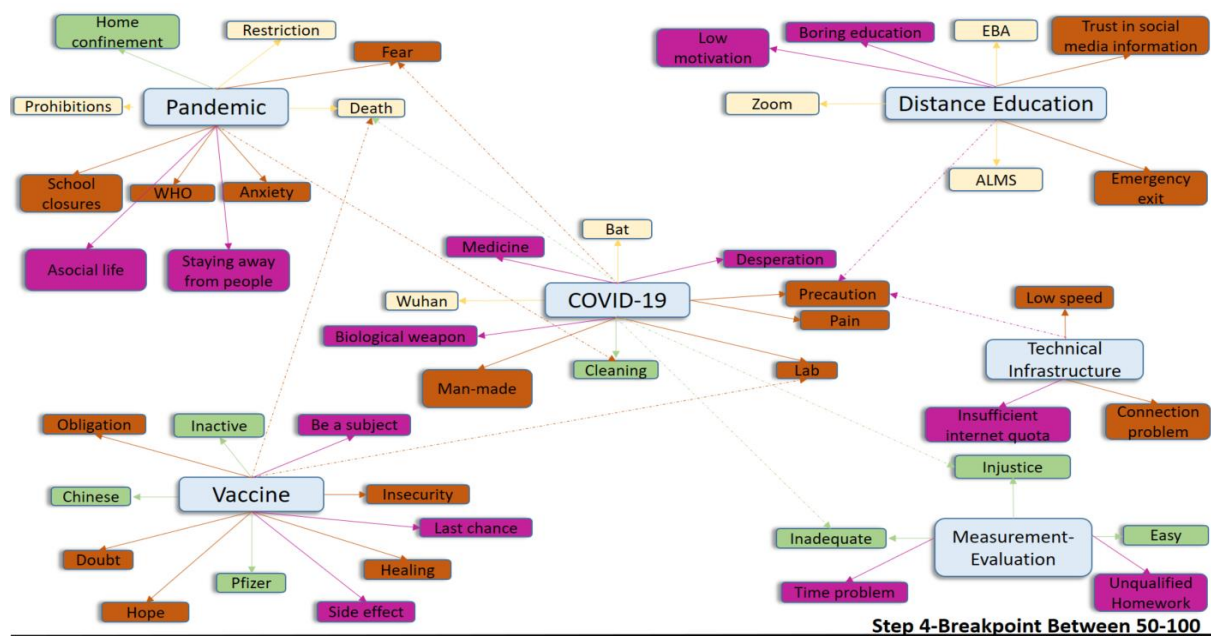 Home
confinement
Restriction
Fear
Prohibitions
Pandemic
Death
School
closures
WHO
Anxiety
Asocial life
Staying away
from people
Low
motivation
Boring education
EBA
Trust in social
media information
Zoom
Distance Education
ALMS
Emergency
exit
Bat
Medicine
Desperation
Wuhan
COVID-19
Precaution
Pain
Biological weapon
Cleaning
Lab
Man-made
Low speed
Technical
Infrastructure
Insufficient
internet quota
Connection
problem
Obligation
Inactive
Be a subject
Chinese
Vaccine
Insecurity
Last chance
Doubt
Healing
Pfizer
Hope
Side effect
Injustice
Inadequate
Measurement-
Evaluation
Easy
Time problem
Unqualified
Homework
Step 4-Breakpoint Between 50-100